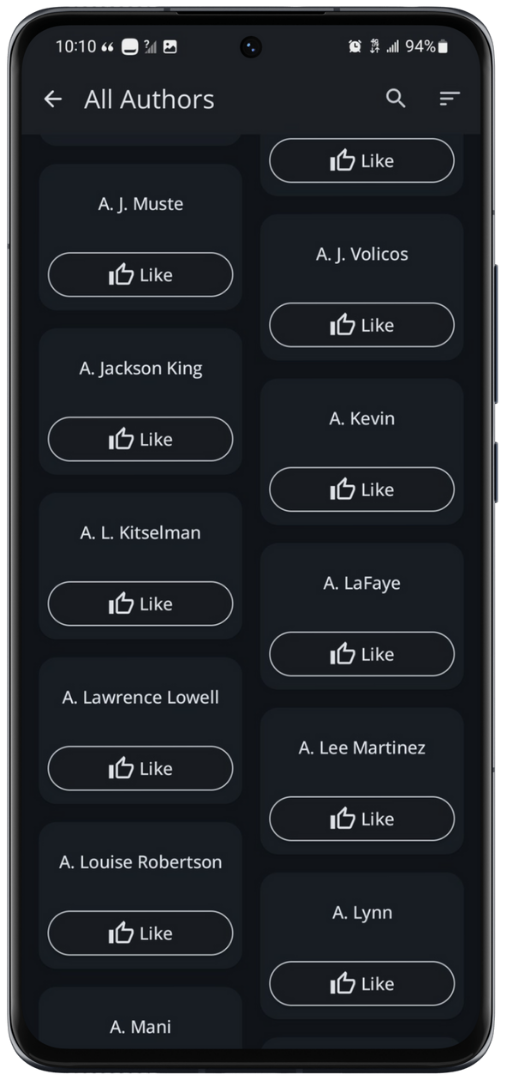 10:10
94%
All Authors
Like
A. J. Muste
Like
A. J. Volicos
Like
A. Jackson King
Like
A. Kevin
Like
A. L. Kitselman
Like
A. LaFaye
Like
A. Lawrence Lowell
Like
A. Lee Martinez
Like
A. Louise Robertson
Like
A. Lynn
Like
A. Mani